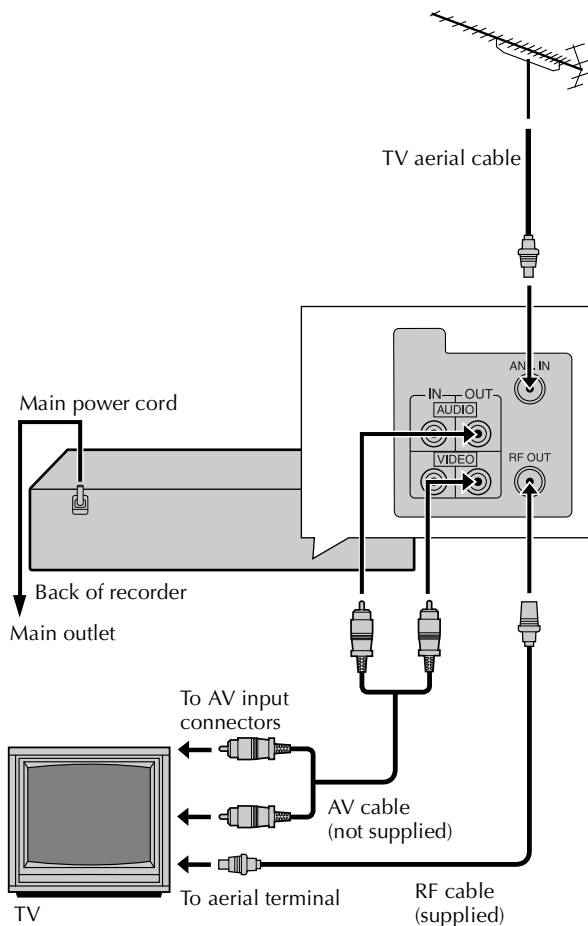 TV aerial cable
ANT. IN
IN OUT
AUDIO
VIDEO
RF OUT
Main power cord
Back of recorder
Main outlet
To AV input
connectors
AV cable
(not supplied)
To aerial terminal
RF cable
(supplied)
TV